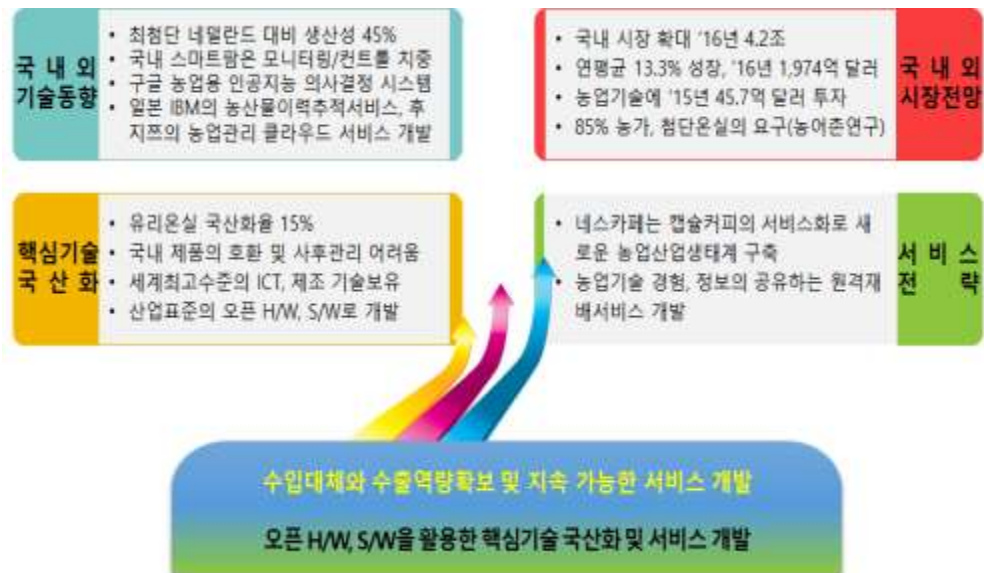 국 내 외
기술동향
• 최첨단 네덜란드 대비 생산성 45%
• 국내 스마트팜은 모니터링/컨트롤 치중
• 구글 농업용 인공지능 의사결정 시스템
• 일본 IBM의 농산물이력추적서비스, 후
지쯔의 농업관리 클라우드 서비스 개발
• 국내 시장 확대 '16년 4.2조
• 연평균 13.3% 성장, '16년 1,974억 달러
• 농업기술에 '15년 45.7억 달러 투자
• 85% 농가, 첨단온실의 요구(농어촌연구)
국 내 외
시장전망
핵심기술
국 산 화
• 유리온실 국산화율 15%
• 국내 제품의 호환 및 사후관리 어려움
• 세계최고수준의 ICT, 제조 기술보유
• 산업표준의 오픈 H/W, S/W로 개발
• 네스카페는 캡슐커피의 서비스화로 새
로운 농업산업생태계 구축
• 농업기술 경험, 정보의 공유하는 원격재
배서비스 개발
서 비 스
전 략
수입대체와 수출역량확보 및 지속 가능한 서비스 개발
오픈 H/W, S/W을 활용한 핵심기술 국산화 및 서비스 개발